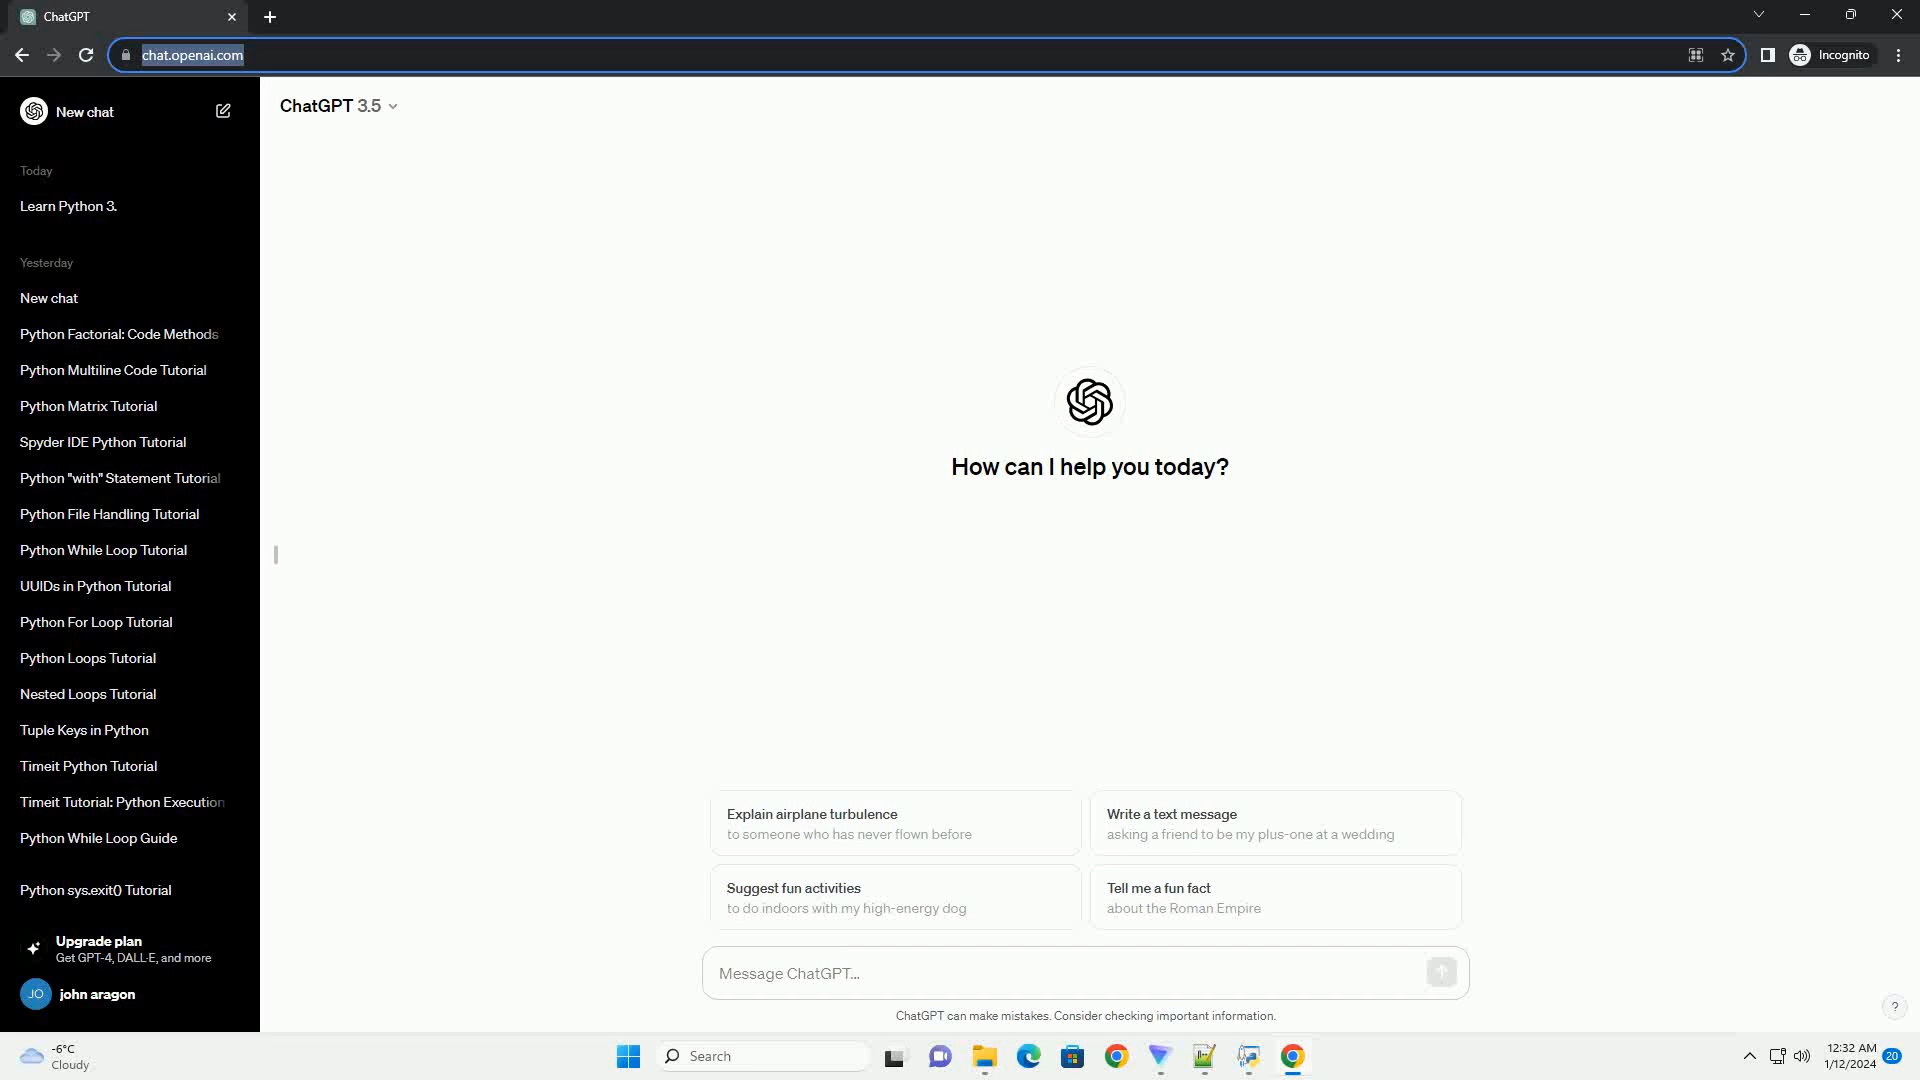 ChatGPT
chat.openai.com
Incognito
New chat
ChatGPT 3.5
Today
Learn Python 3.
Yesterday
New chat
Python Factorial: Code Methods
Python Multiline Code Tutorial
Python Matrix Tutorial
Spyder IDE Python Tutorial
Python "with" Statement Tutorial
Python File Handling Tutorial
Python While Loop Tutorial
UUIDs in Python Tutorial
Python For Loop Tutorial
Python Loops Tutorial
Nested Loops Tutorial
Tuple Keys in Python
Timeit Python Tutorial
Timeit Tutorial: Python Execution
Python While Loop Guide
Python sys.exit() Tutorial
Upgrade plan
Get GPT-4, DALL·E, and more
JO john aragon
How can I help you today?
Explain airplane turbulence
to someone who has never flown before
Write a text message
asking a friend to be my plus-one at a wedding
Suggest fun activities
to do indoors with my high-energy dog
Tell me a fun fact
about the Roman Empire
Message ChatGPT...
ChatGPT can make mistakes. Consider checking important information.
?
-6°C
Cloudy
Search
12:32 AM
1/12/2024
20